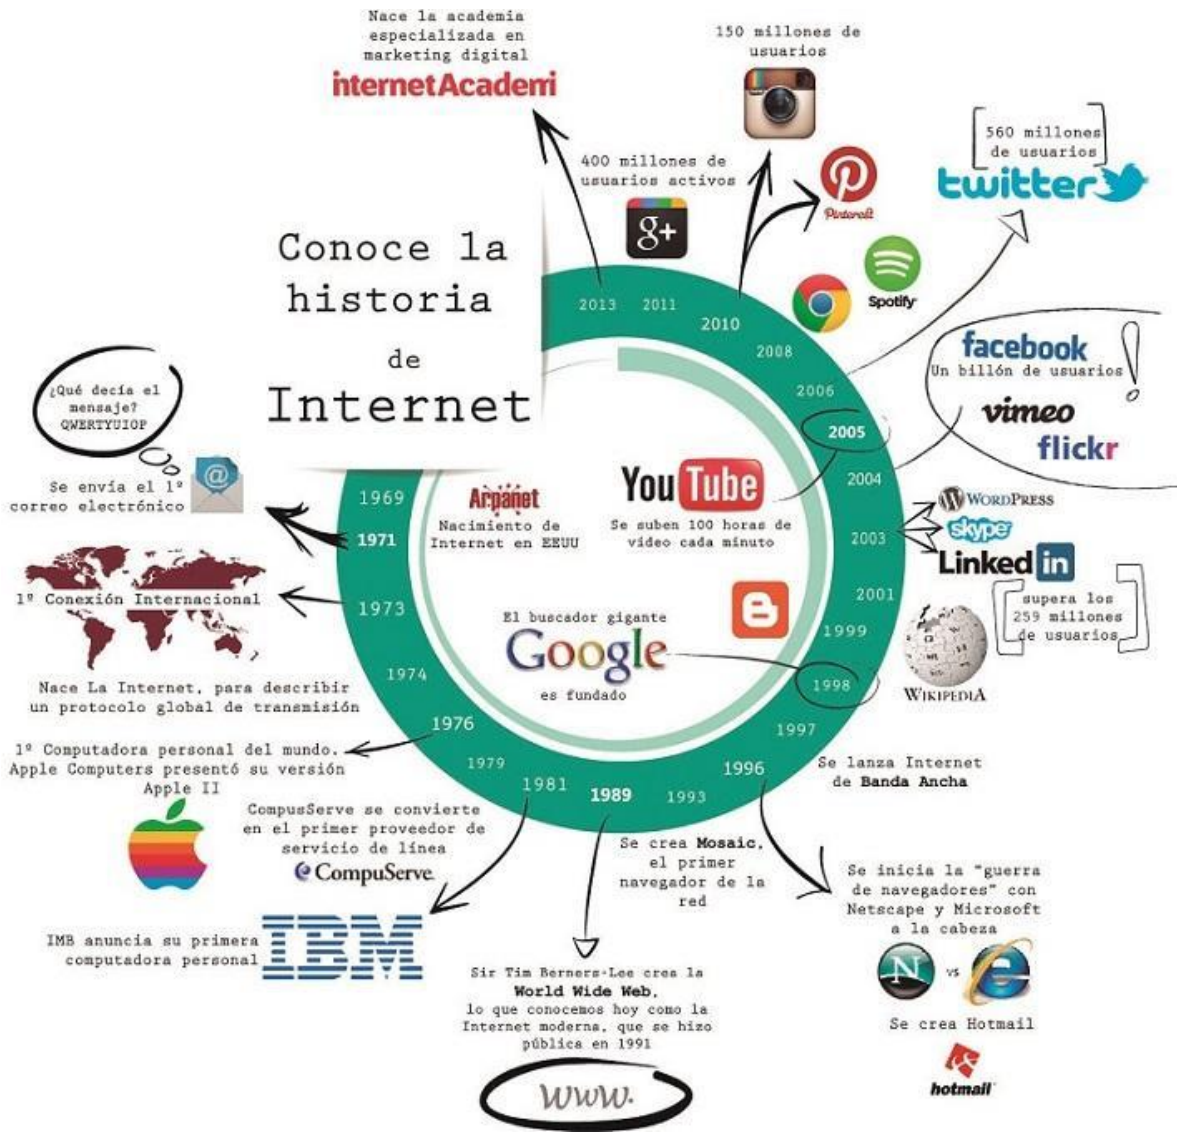 Conoce la
historia
de
Internet
1969
Arpanet
Nacimiento de
Internet en EEUU
1971
¿Qué decía el
mensaje?
QWERTYUIOP
@
Se envía el 1º
correo electrónico
1973
1º Conexión Internacional
1974
Nace La Internet, para describir
un protocolo global de transmisión
1976
1º Computadora personal del mundo.
Apple Computers presentó su versión
Apple II
1979
CompusServe se convierte
en el primer proveedor de
servicio de línea
CompuServe
1981
IMB anuncia su primera
computadora personal
IBM
1989
Sir Tim Berners-Lee crea la
World Wide Web,
lo que conocemos hoy como la
Internet moderna, que se hizo
pública en 1991
WWW.
1993
Se crea Mosaic,
el primer
navegador de la
red
1996
Se inicia la "guerra
de navegadores" con
Netscape y Microsoft
a la cabeza
N vs e
Se crea Hotmail
hotmail
1997
Se lanza Internet
de Banda Ancha
1998
El buscador gigante
Google
es fundado
1999
2001
WIKIPEDIA
2003
WORDPRESS
skype
Linked in
supera los
259 millones
de usuarios
2004
facebook
Un billón de usuarios
!
vimeo
flickr
2005
You Tube
Se suben 100 horas de
vídeo cada minuto
2006
560 millones
de usuarios
twitter
2008
Spotify
2010
150 millones de
usuarios
Pinterest
2011
400 millones de
usuarios activos
g+
2013
Nace la academia
especializada en
marketing digital
internetAcademi